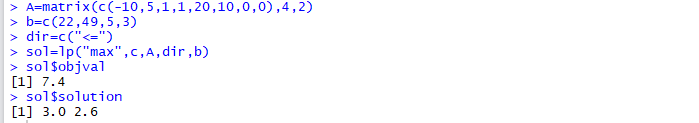 > A=matrix(c(-10,5,1,1,20,10,0,0),4,2)
> b=c(22,49,5,3)
> dir=c("<=")
> sol=lp("max",c,A,dir,b)
> sol$objval
[1] 7.4
> sol$solution
[1] 3.0 2.6